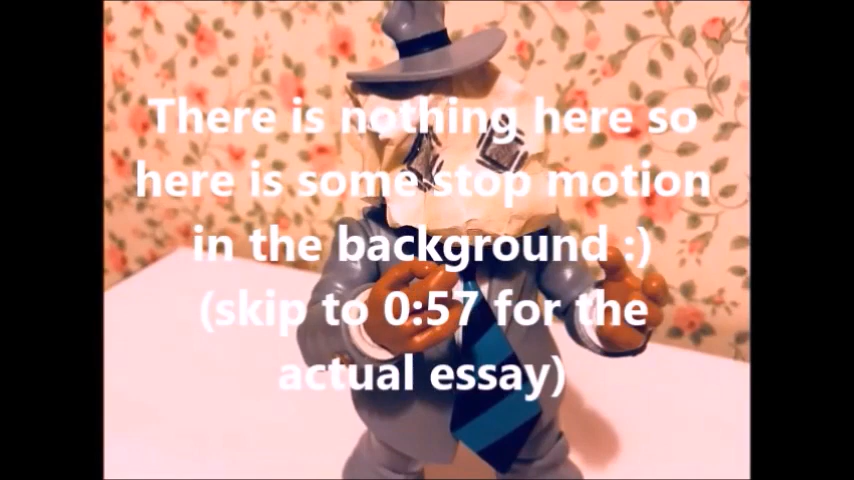 There is nothing here so
here is some stop motion
in the background :)
(skip to 0:57 for the
actual essay)